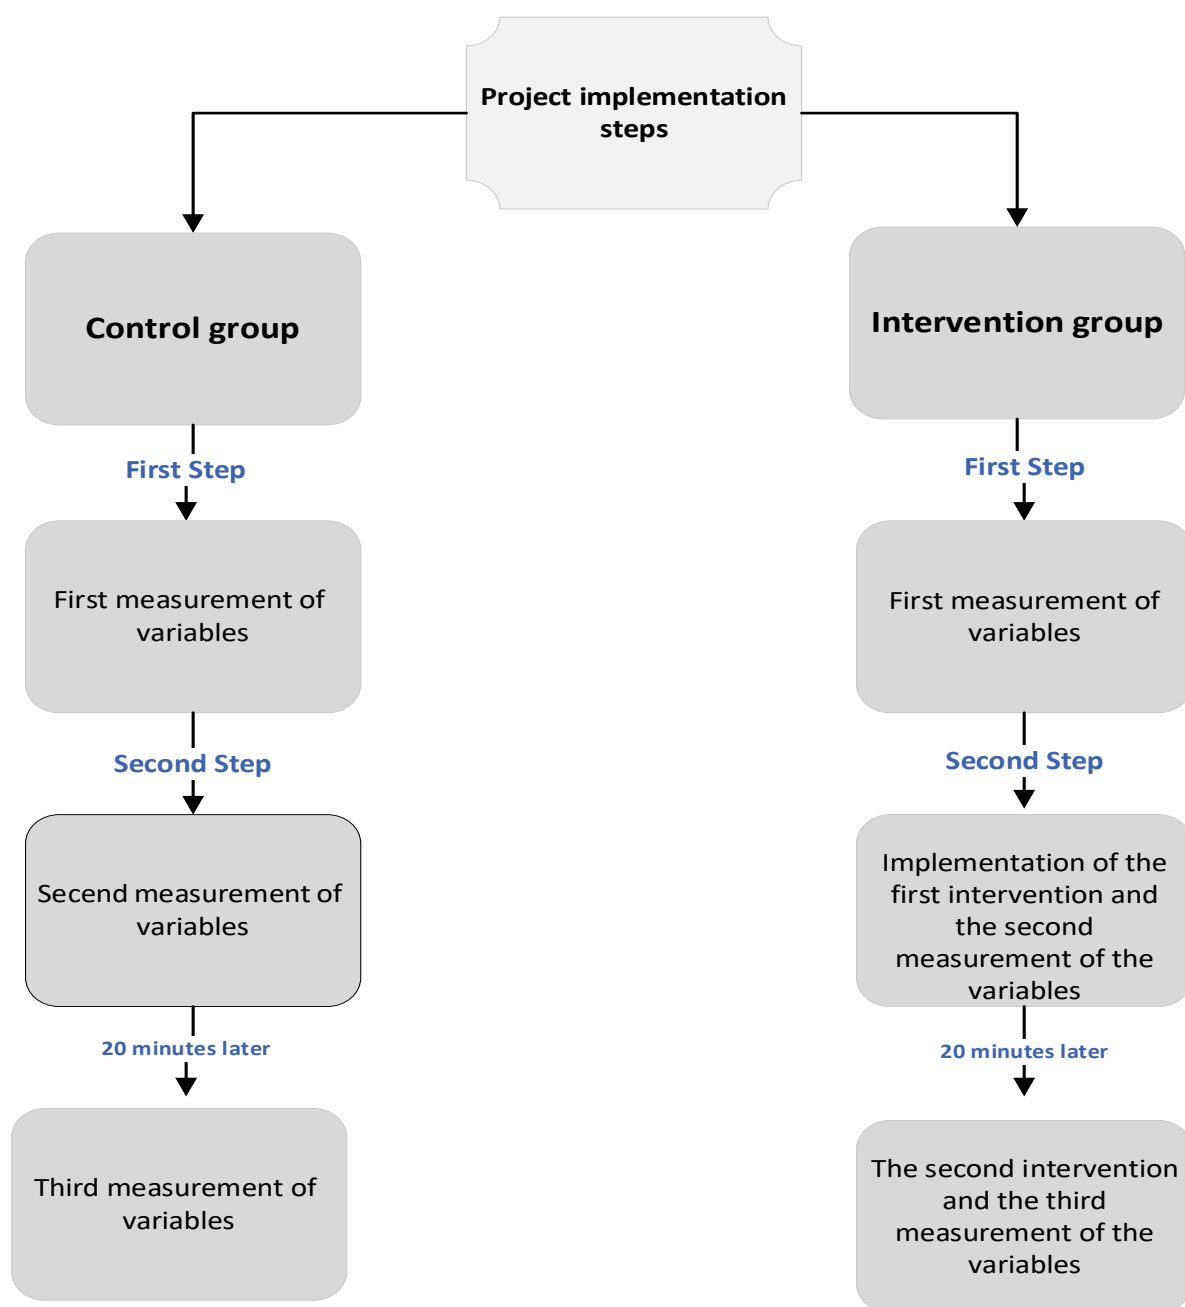 Project implementation
steps
Control group
First Step
First measurement of
variables
Second Step
Secend measurement of
variables
20 minutes later
Third measurement of
variables
Intervention group
First Step
First measurement of
variables
Second Step
Implementation of the
first intervention and
the second
measurement of the
variables
20 minutes later
The second intervention
and the third
measurement of the
variables